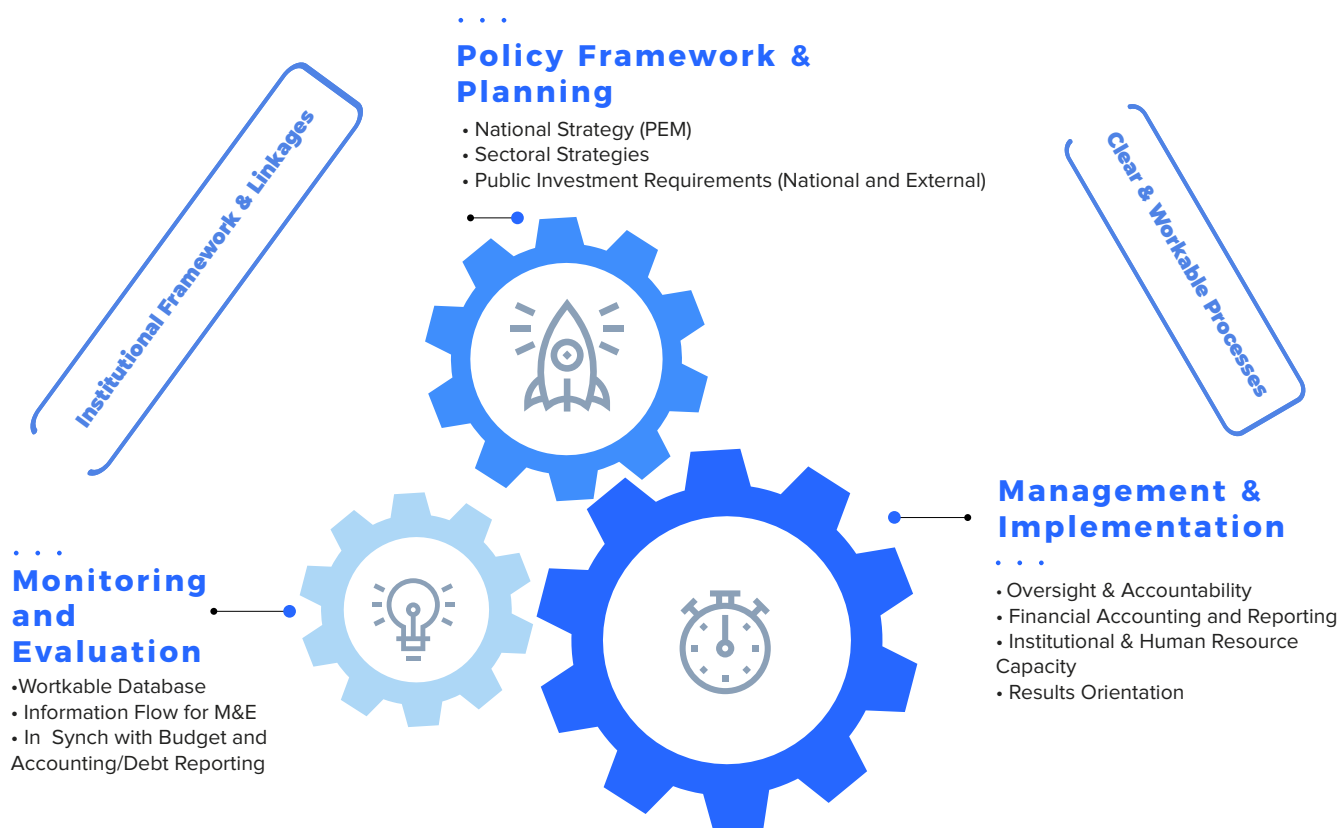 Policy Framework &
Planning
• National Strategy (PEM)
• Sectoral Strategies
• Public Investment Requirements (National and External)
Institutional Framework & Linkages
Clear & Workable Processes
Management &
Implementation
• Oversight & Accountability
• Financial Accounting and Reporting
• Institutional & Human Resource
Capacity
• Results Orientation
Monitoring
and
Evaluation
•Wortkable Database
• Information Flow for M&E
• In  Synch with Budget and
Accounting/Debt Reporting